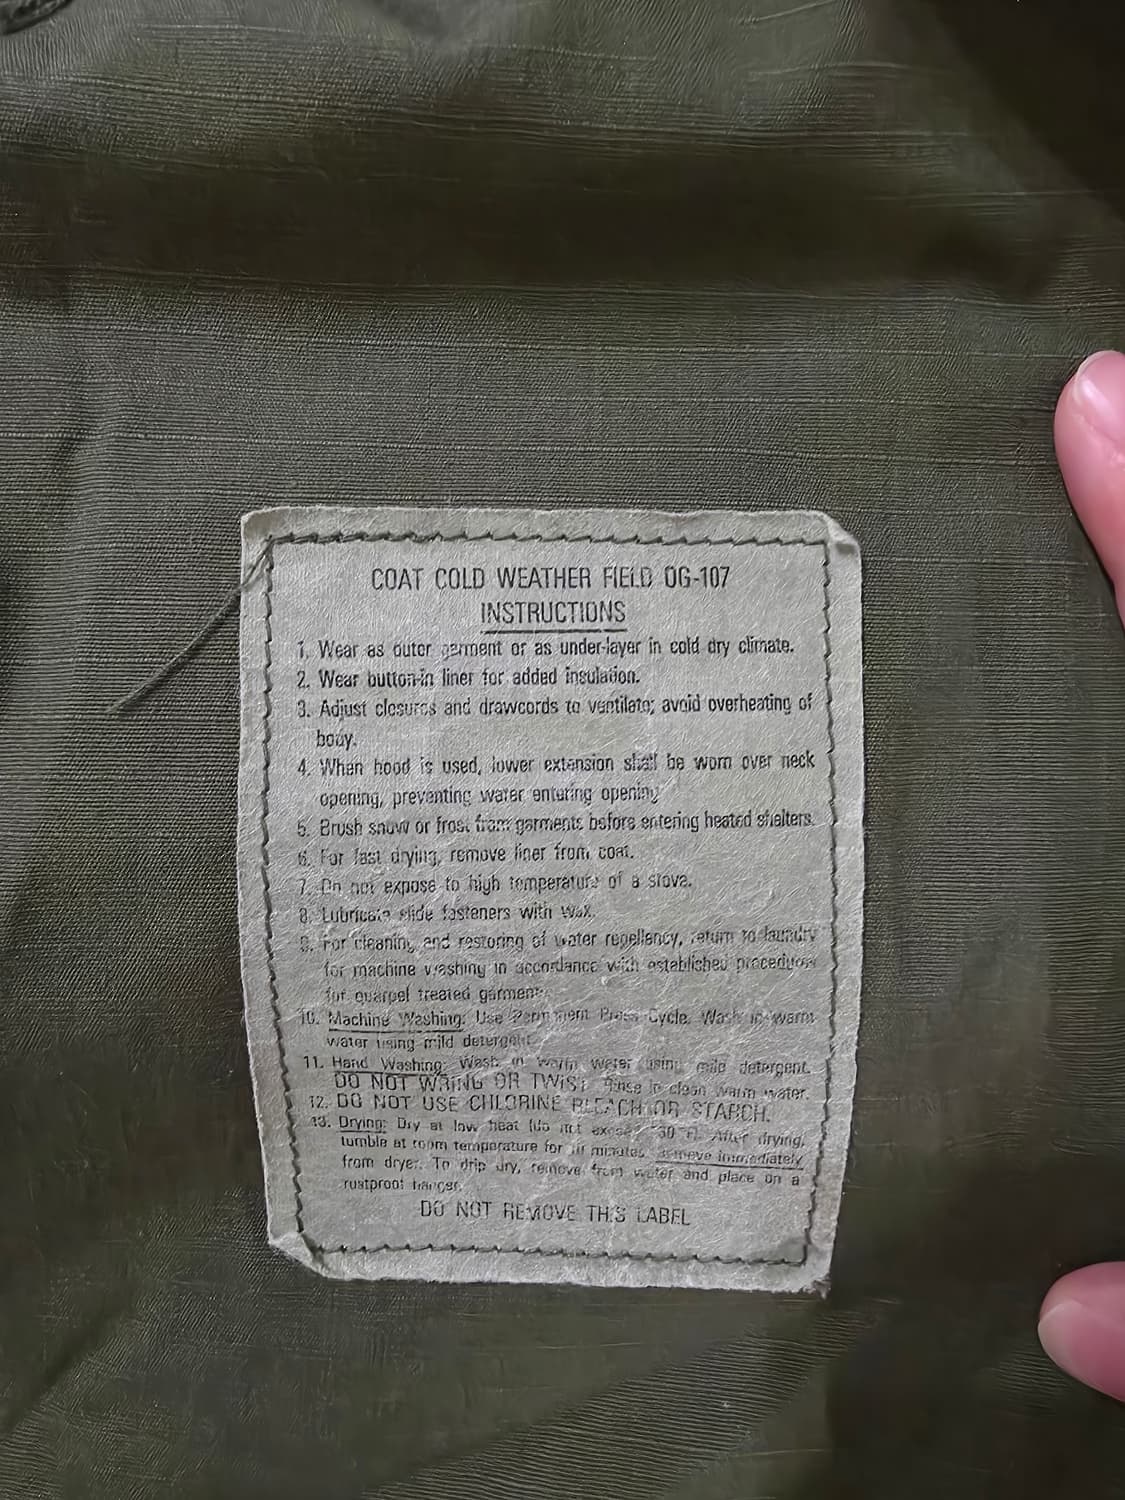 COAT COLD WEATHER FIELD OG-107
INSTRUCTIONS
1. Wear as outer garment or as under-layer in cold dry climate.
2. Wear button-in liner for added insulation.
3. Adjust closures and drawcords to ventilate; avoid overheating of
body.
4. When hood is used, lower extension shall be worn over neck
opening, preventing water entering opening
5. Brush snow or frost from garments before entering heated shelters.
6. For fast drying, remove liner from coat.
7. Do not expose to high temperature of a stove.
8. Lubricate slide fasteners with wax.
9. For cleaning and restoring of water repellency, return to laundry
for machine washing in accordance with established procedures
for quarpel treated garments
10. Machine Washing: Use Permanent Press Cycle. Wash in warm
water using mild detergent.
11. Hand Washing: Wash in warm water using mild detergent.
DO NOT WRING OR TWIST. Rinse in clean warm water.
12. DO NOT USE CHLORINE BLEACH OR STARCH.
13. Drying: Dry at low heat (do not exceed After drying,
tumble at room temperature for 10 minutes, remove immediately
from dryer. To drip dry, remove from water and place on a
rustproof hanger.
DO NOT REMOVE THIS LABEL